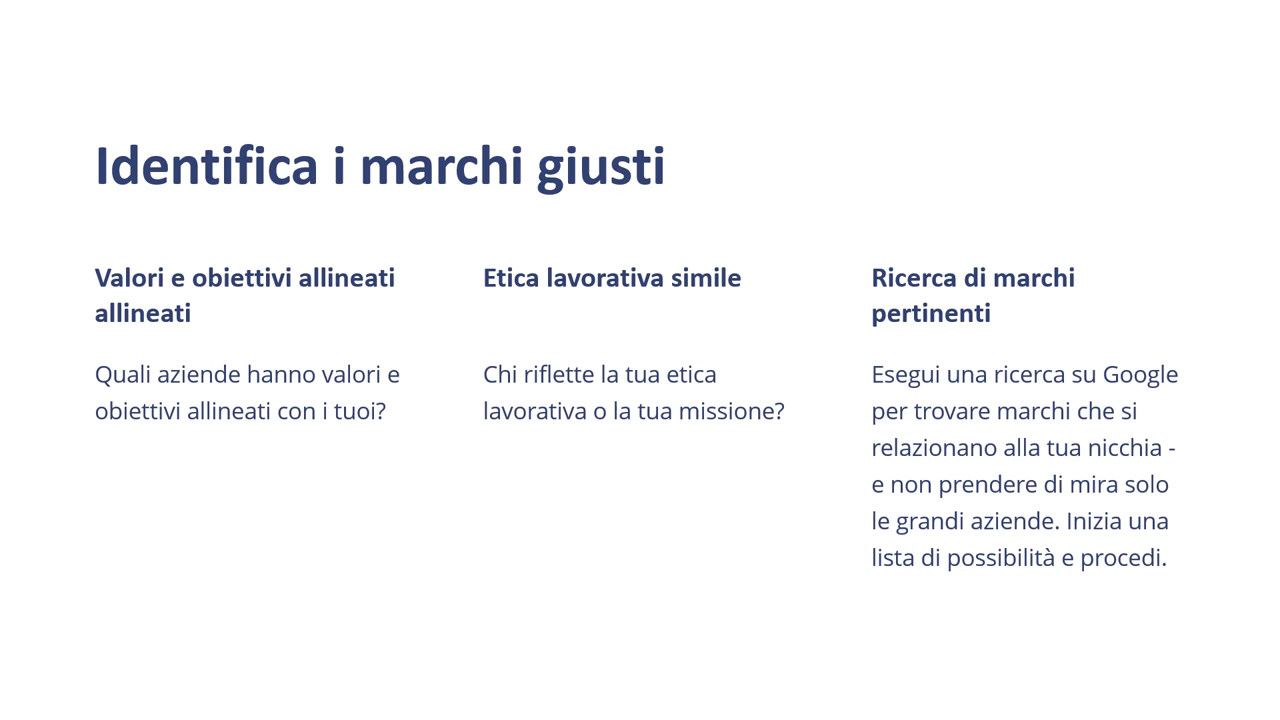 Identifica i marchi giusti
Valori e obiettivi allineati
allineati
Quali aziende hanno valori e
obiettivi allineati con i tuoi?
Etica lavorativa simile
Chi riflette la tua etica
lavorativa o la tua missione?
Ricerca di marchi
pertinenti
Esegui una ricerca su Google
per trovare marchi che si
relazionano alla tua nicchia -
e non prendere di mira solo
le grandi aziende. Inizia una
lista di possibilità e procedi.